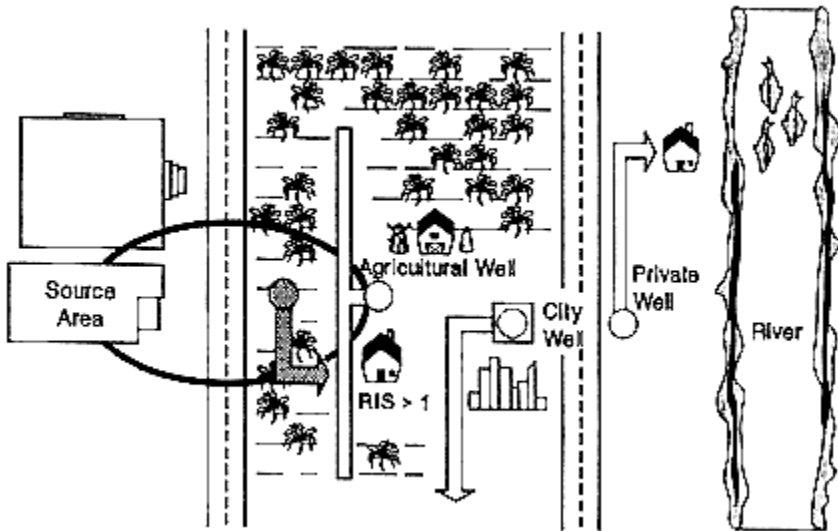 Source
Area
Agricultural Well
RIS > 1
City
Well
Private
Well
River